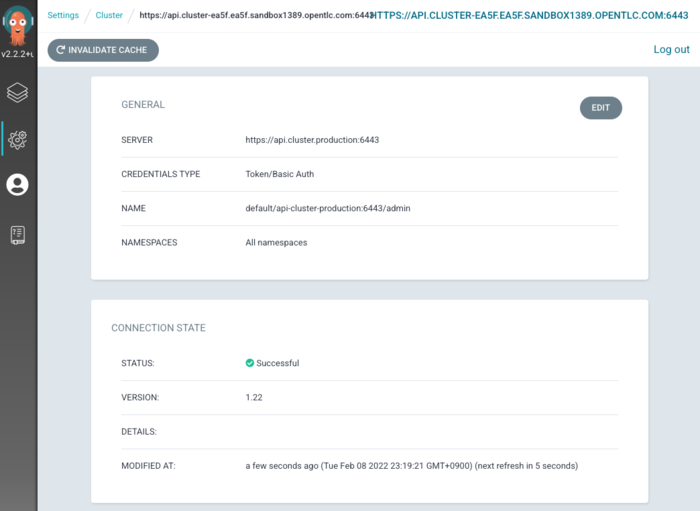 Settings / Cluster / https://api.cluster-ea5f.ea5f.sandbox1389.opentlc.com:6443
HTTPS://API.CLUSTER-EA5F.EA5F.SANDBOX1389.OPENTLC.COM:6443
v2.2.2+
INVALIDATE CACHE
Log out
GENERAL
EDIT
SERVER https://api.cluster.production:6443
CREDENTIALS TYPE Token/Basic Auth
NAME default/api-cluster-production:6443/admin
NAMESPACES All namespaces
CONNECTION STATE
STATUS: Successful
VERSION: 1.22
DETAILS:
MODIFIED AT: a few seconds ago (Tue Feb 08 2022 23:19:21 GMT+0900) (next refresh in 5 seconds)